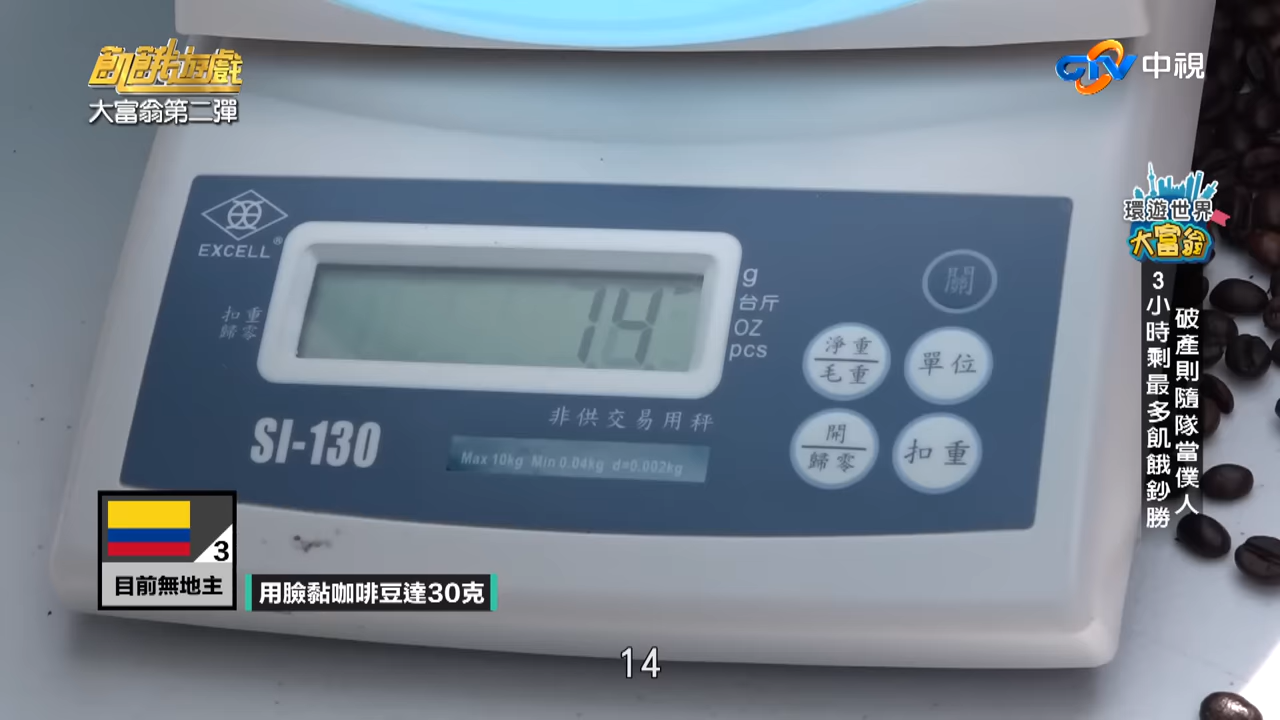 飢餓遊戲
大富翁第二彈
CTV中視
環遊世界
大富翁
破產則隨隊當僕人
3小時剩最多飢餓鈔勝
EXCELL®
扣重
歸零
14
g
台斤
OZ
pcs
關
淨重
毛重
單位
開
歸零
扣重
非供交易用秤
SI-130
Max 10kg Min 0.04kg d=0.002kg
3
目前無地主
用臉黏咖啡豆達30克
14